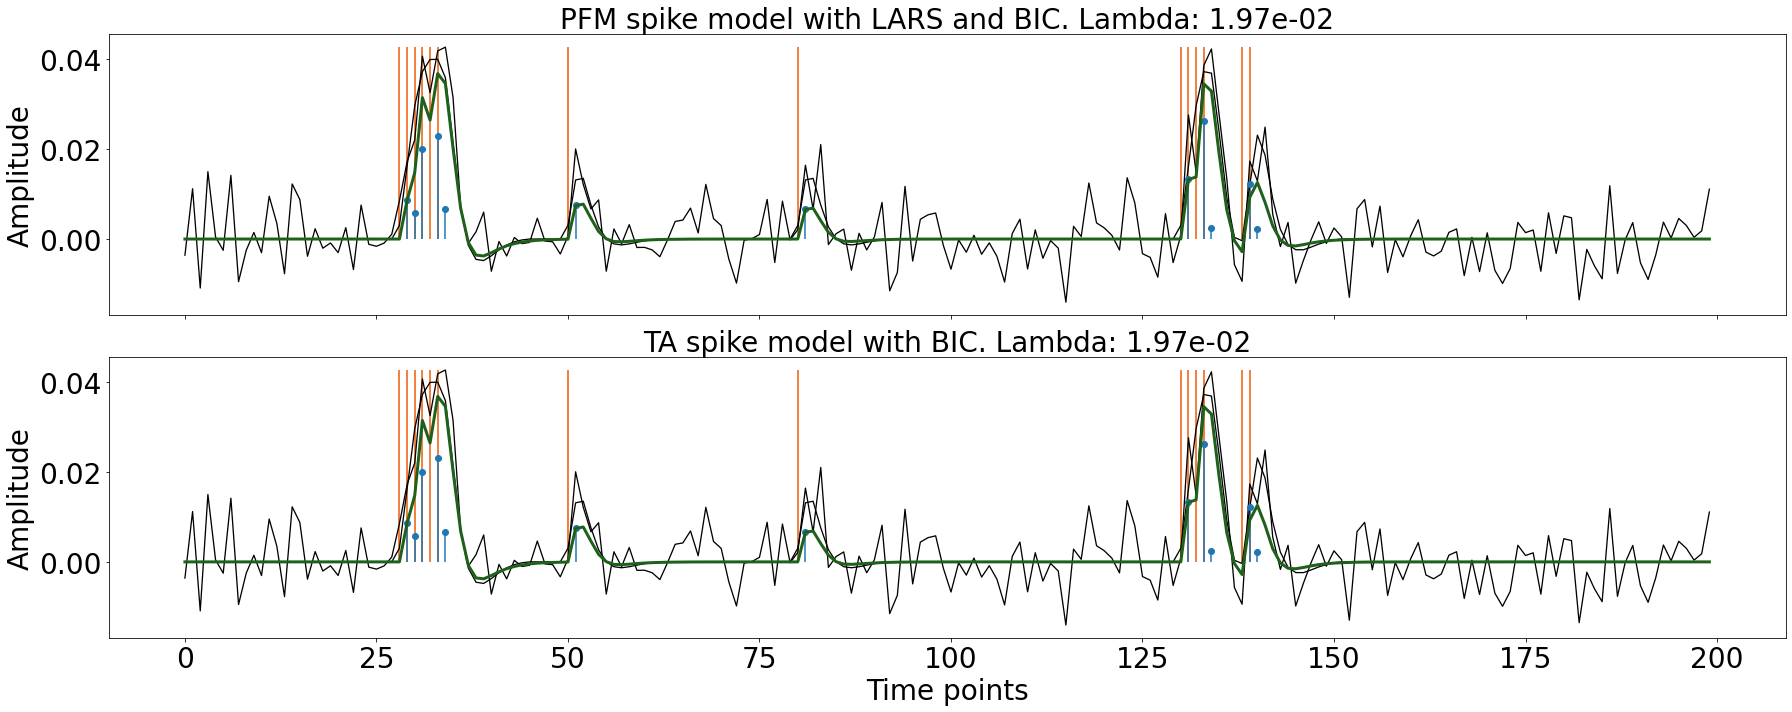 PFM spike model with LARS and BIC. Lambda: 1.97e-02
Amplitude
0.04
0.02
0.00
TA spike model with BIC. Lambda: 1.97e-02
Amplitude
0.04
0.02
0.00
0 25 50 75 100 125 150 175 200
Time points